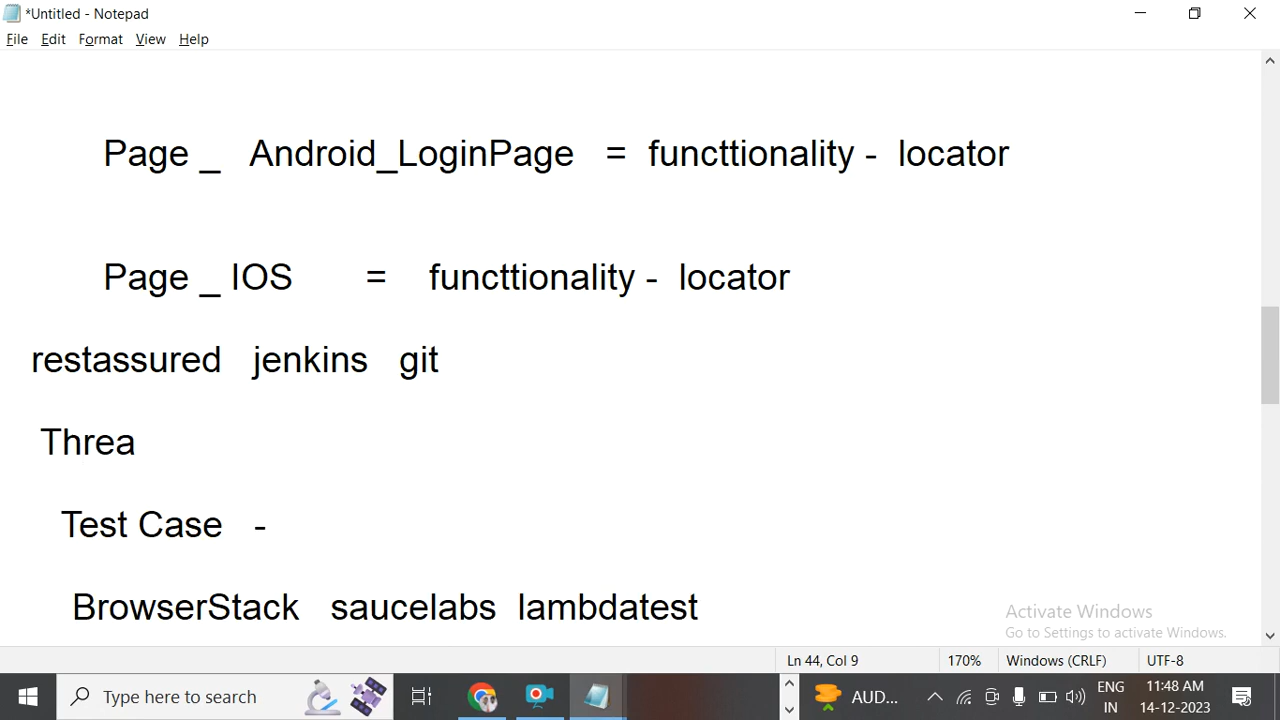 *Untitled - Notepad
File Edit Format View Help
Page _ Android_LoginPage = functtionality - locator
Page _ IOS = functtionality - locator
restassured jenkins git
Threa
Test Case -
BrowserStack saucelabs lambdatest
Activate Windows
Go to Settings to activate Windows.
Ln 44, Col 9 170% Windows (CRLF) UTF-8
Type here to search AUD... ENG IN 11:48 AM 14-12-2023